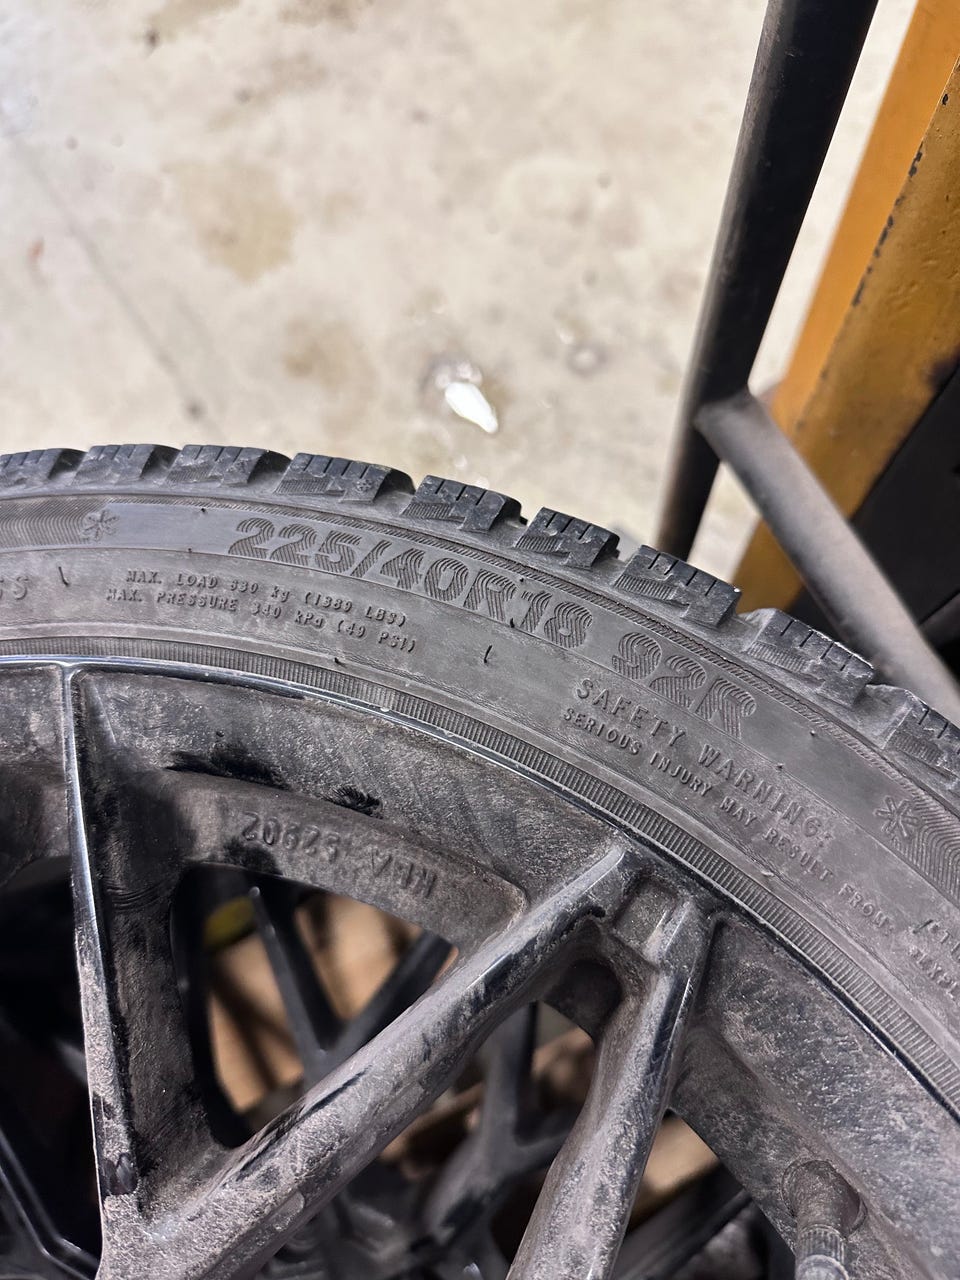 225/40R18 92R
MAX. LOAD 630 kg (1389 LBS)
MAX. PRESSURE 340 kPa (49 PSI)
SAFETY WARNING:
SERIOUS INJURY MAY RESULT FROM: